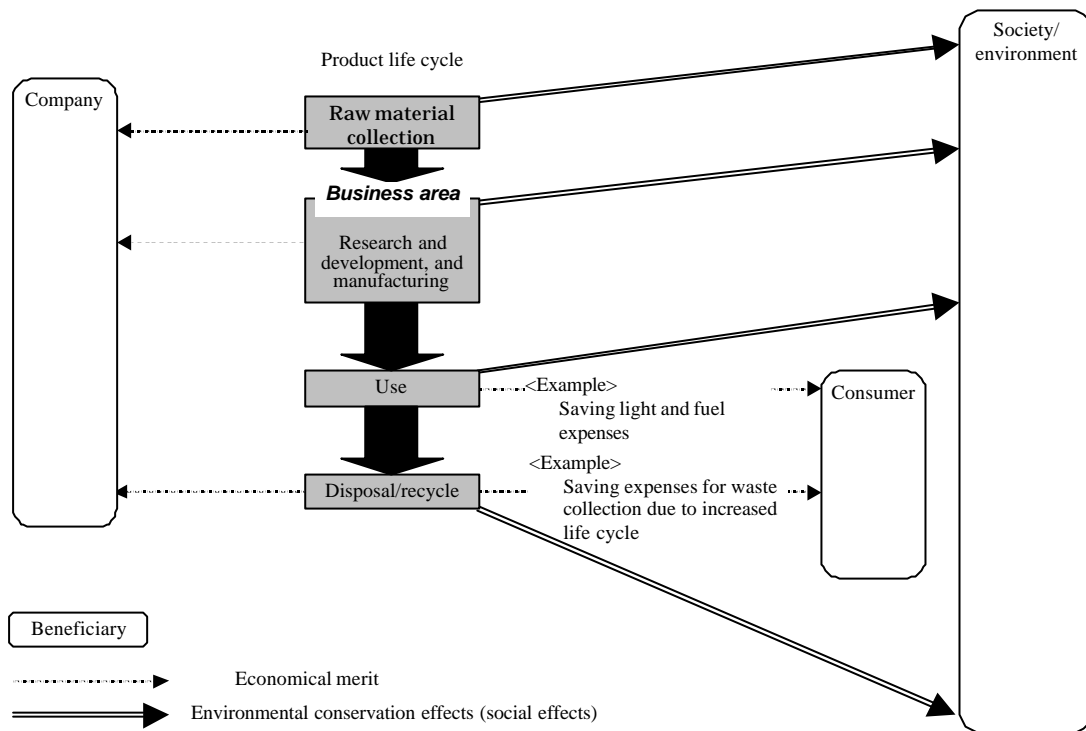 Society/
environment
Product life cycle
Company
Raw material
collection
Business area
Research and
development, and
manufacturing
Use
<Example>
Saving light and fuel
expenses
Consumer
Disposal/recycle
<Example>
Saving expenses for waste
collection due to increased
life cycle
Beneficiary
Economical merit
Environmental conservation effects (social effects)